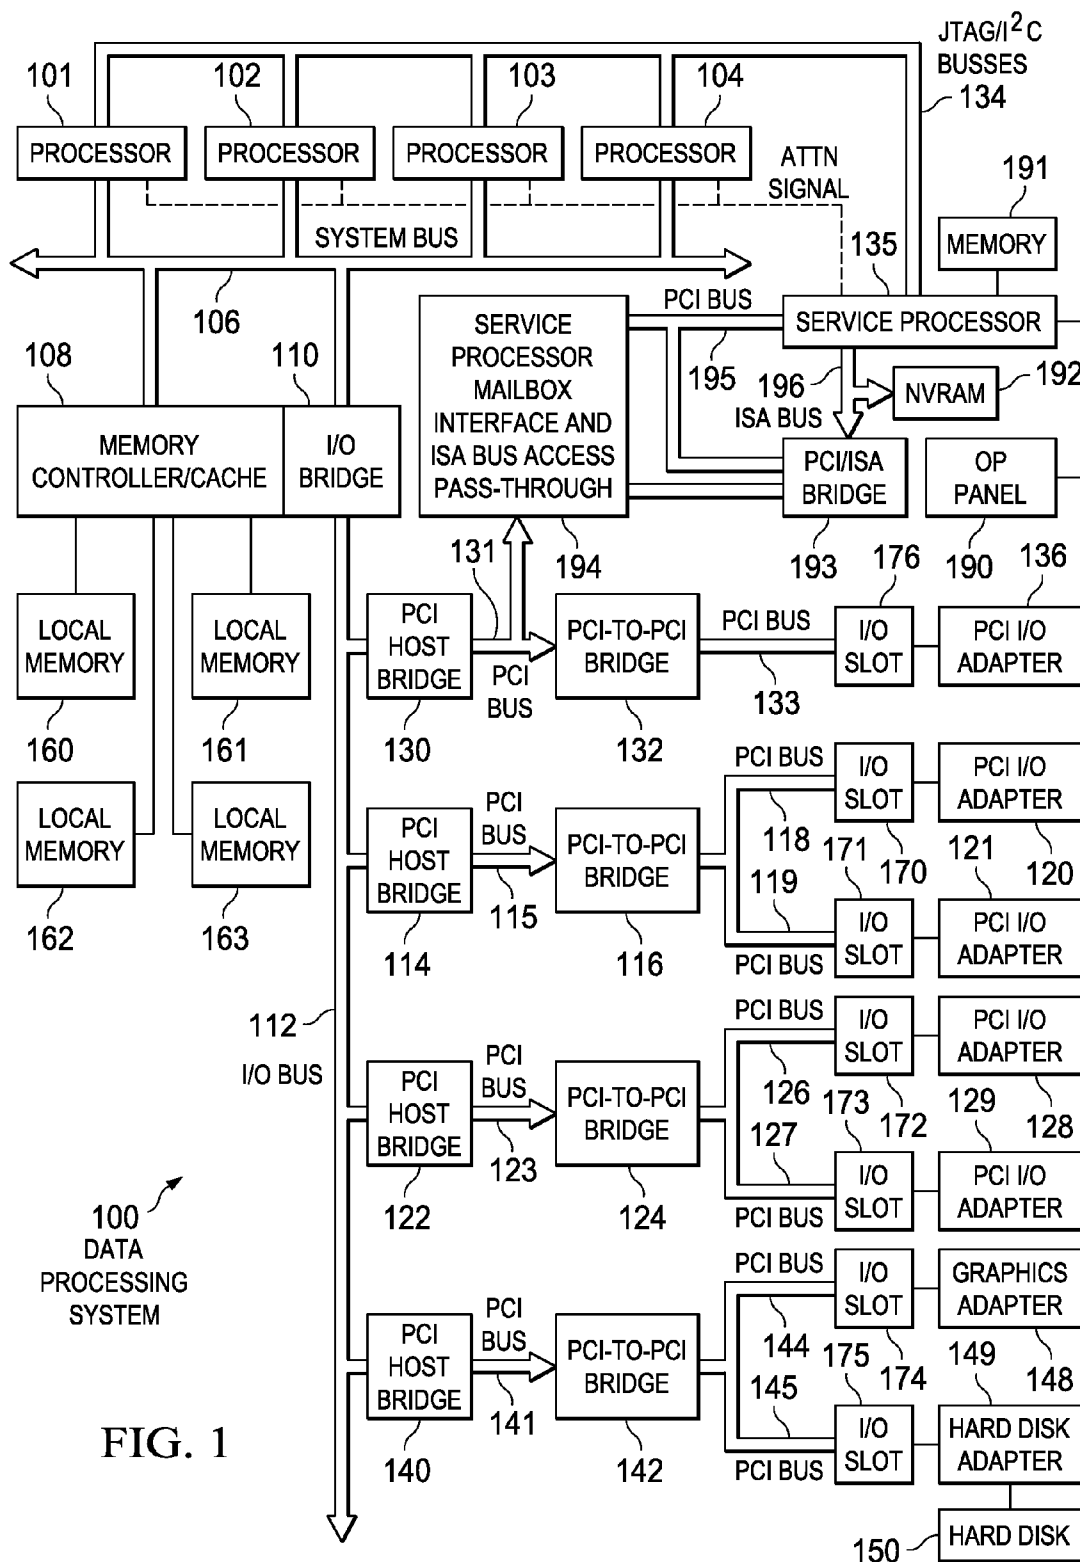 JTAG/I²C
BUSSES
134
101
102
103
104
PROCESSOR
PROCESSOR
PROCESSOR
PROCESSOR
ATTN
SIGNAL
191
MEMORY
SYSTEM BUS
135
106
PCI BUS
SERVICE PROCESSOR
195
196
ISA BUS
192
NVRAM
108
110
MEMORY
CONTROLLER/CACHE
I/O
BRIDGE
SERVICE
PROCESSOR
MAILBOX
INTERFACE AND
ISA BUS ACCESS
PASS-THROUGH
PCI/ISA
BRIDGE
OP
PANEL
131
194
193
176
190
136
LOCAL
MEMORY
LOCAL
MEMORY
PCI
HOST
BRIDGE
PCI
BUS
PCI-TO-PCI
BRIDGE
PCI BUS
133
I/O
SLOT
PCI I/O
ADAPTER
160
161
130
132
LOCAL
MEMORY
LOCAL
MEMORY
162
163
PCI
HOST
BRIDGE
PCI
BUS
115
PCI-TO-PCI
BRIDGE
114
116
PCI BUS
118
I/O
SLOT
PCI I/O
ADAPTER
171
170
121
120
119
PCI BUS
I/O
SLOT
PCI I/O
ADAPTER
112
I/O BUS
PCI
HOST
BRIDGE
PCI
BUS
123
PCI-TO-PCI
BRIDGE
122
124
PCI BUS
126
I/O
SLOT
PCI I/O
ADAPTER
173
172
129
128
127
PCI BUS
I/O
SLOT
PCI I/O
ADAPTER
100
DATA
PROCESSING
SYSTEM
PCI
HOST
BRIDGE
PCI
BUS
141
PCI-TO-PCI
BRIDGE
140
142
PCI BUS
144
I/O
SLOT
GRAPHICS
ADAPTER
175
174
149
148
145
PCI BUS
I/O
SLOT
HARD DISK
ADAPTER
150
HARD DISK
FIG. 1